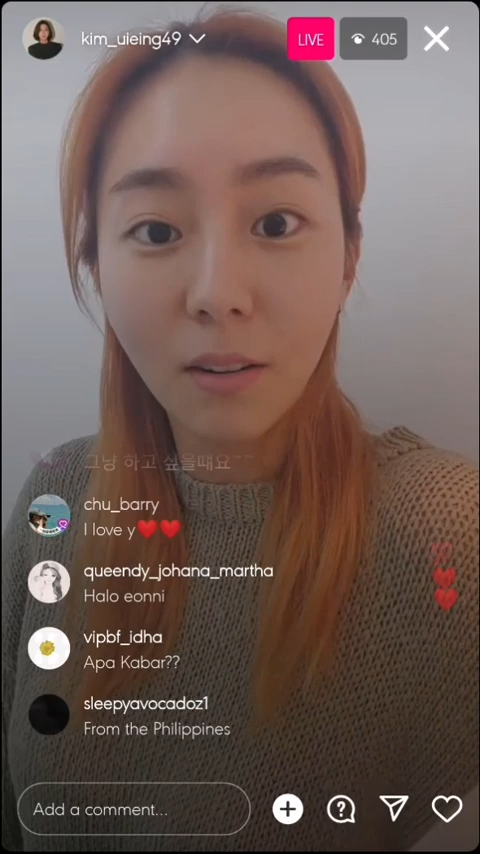 kim_uieing49
LIVE
405
그냥 하고 싶을때요~~
chu_barry
I love y❤️❤️
queendy_johana_martha
Halo eonni
vipbf_idha
Apa Kabar??
sleepyavocadoz1
From the Philippines
Add a comment...